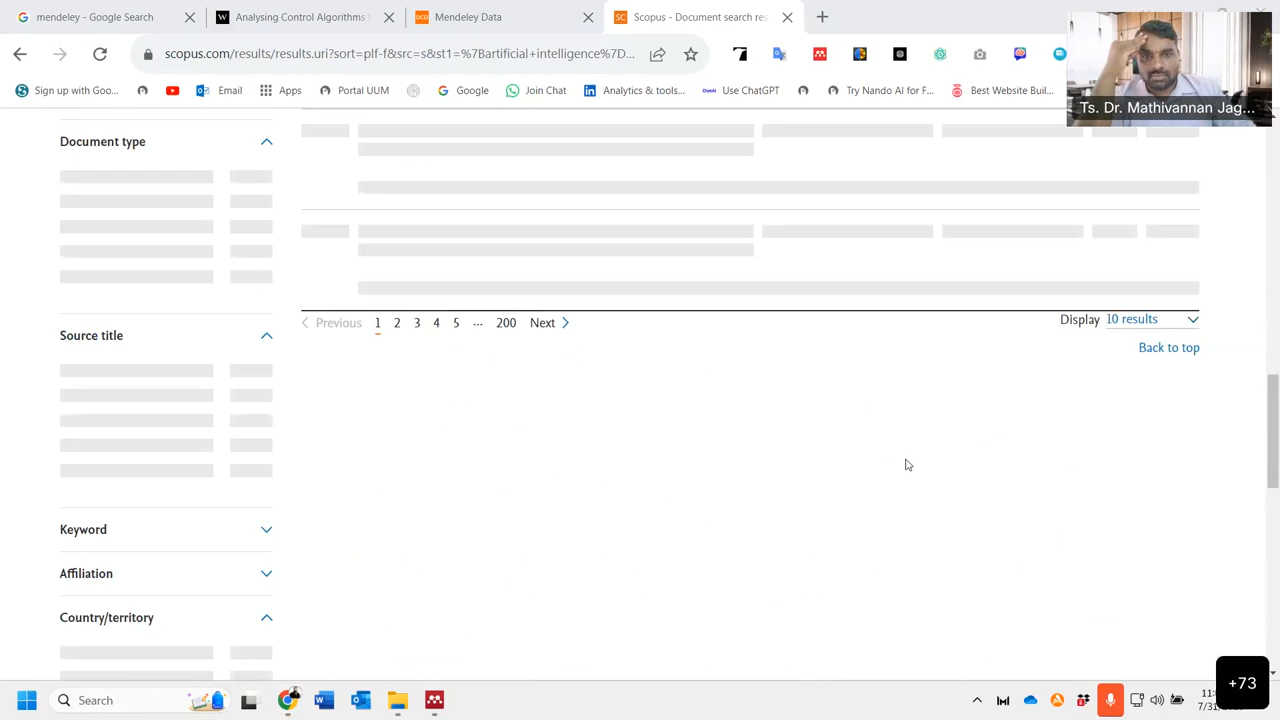 mendeley - Google Search
Analysing Control Algorithms f
Mendeley Data
Scopus - Document search res
scopus.com/results/results.uri?sort=plf-f&src=s&st1=%7Bartificial+intelligence%7D...
Sign up with Goo...
Email
Apps
Portal UUM
Google
Join Chat
Analytics & tools...
ChatAI
Use ChatGPT
Try Nando AI for F...
Best Website Buil...
Ts. Dr. Mathivannan Jag...
Document type
Previous 1 2 3 4 5 ... 200 Next
Display 10 results
Back to top
Source title
Keyword
Affiliation
Country/territory
Search
+73